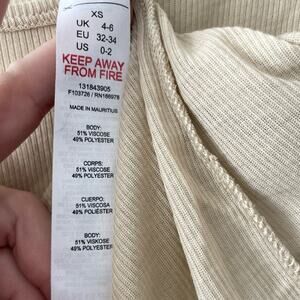 XS
UK 4-6
EU 32-34
US 0-2
KEEP AWAY
FROM FIRE
131843905
F103726 / RN166978
MADE IN MAURITIUS
BODY:
51% VISCOSE
49% POLYESTER
CORPS:
51% VISCOSE
49% POLYESTER
CUERPO:
51% VISCOSA
49% POLIÉSTER
BODY:
51% VISKOSE
49% POLYESTER